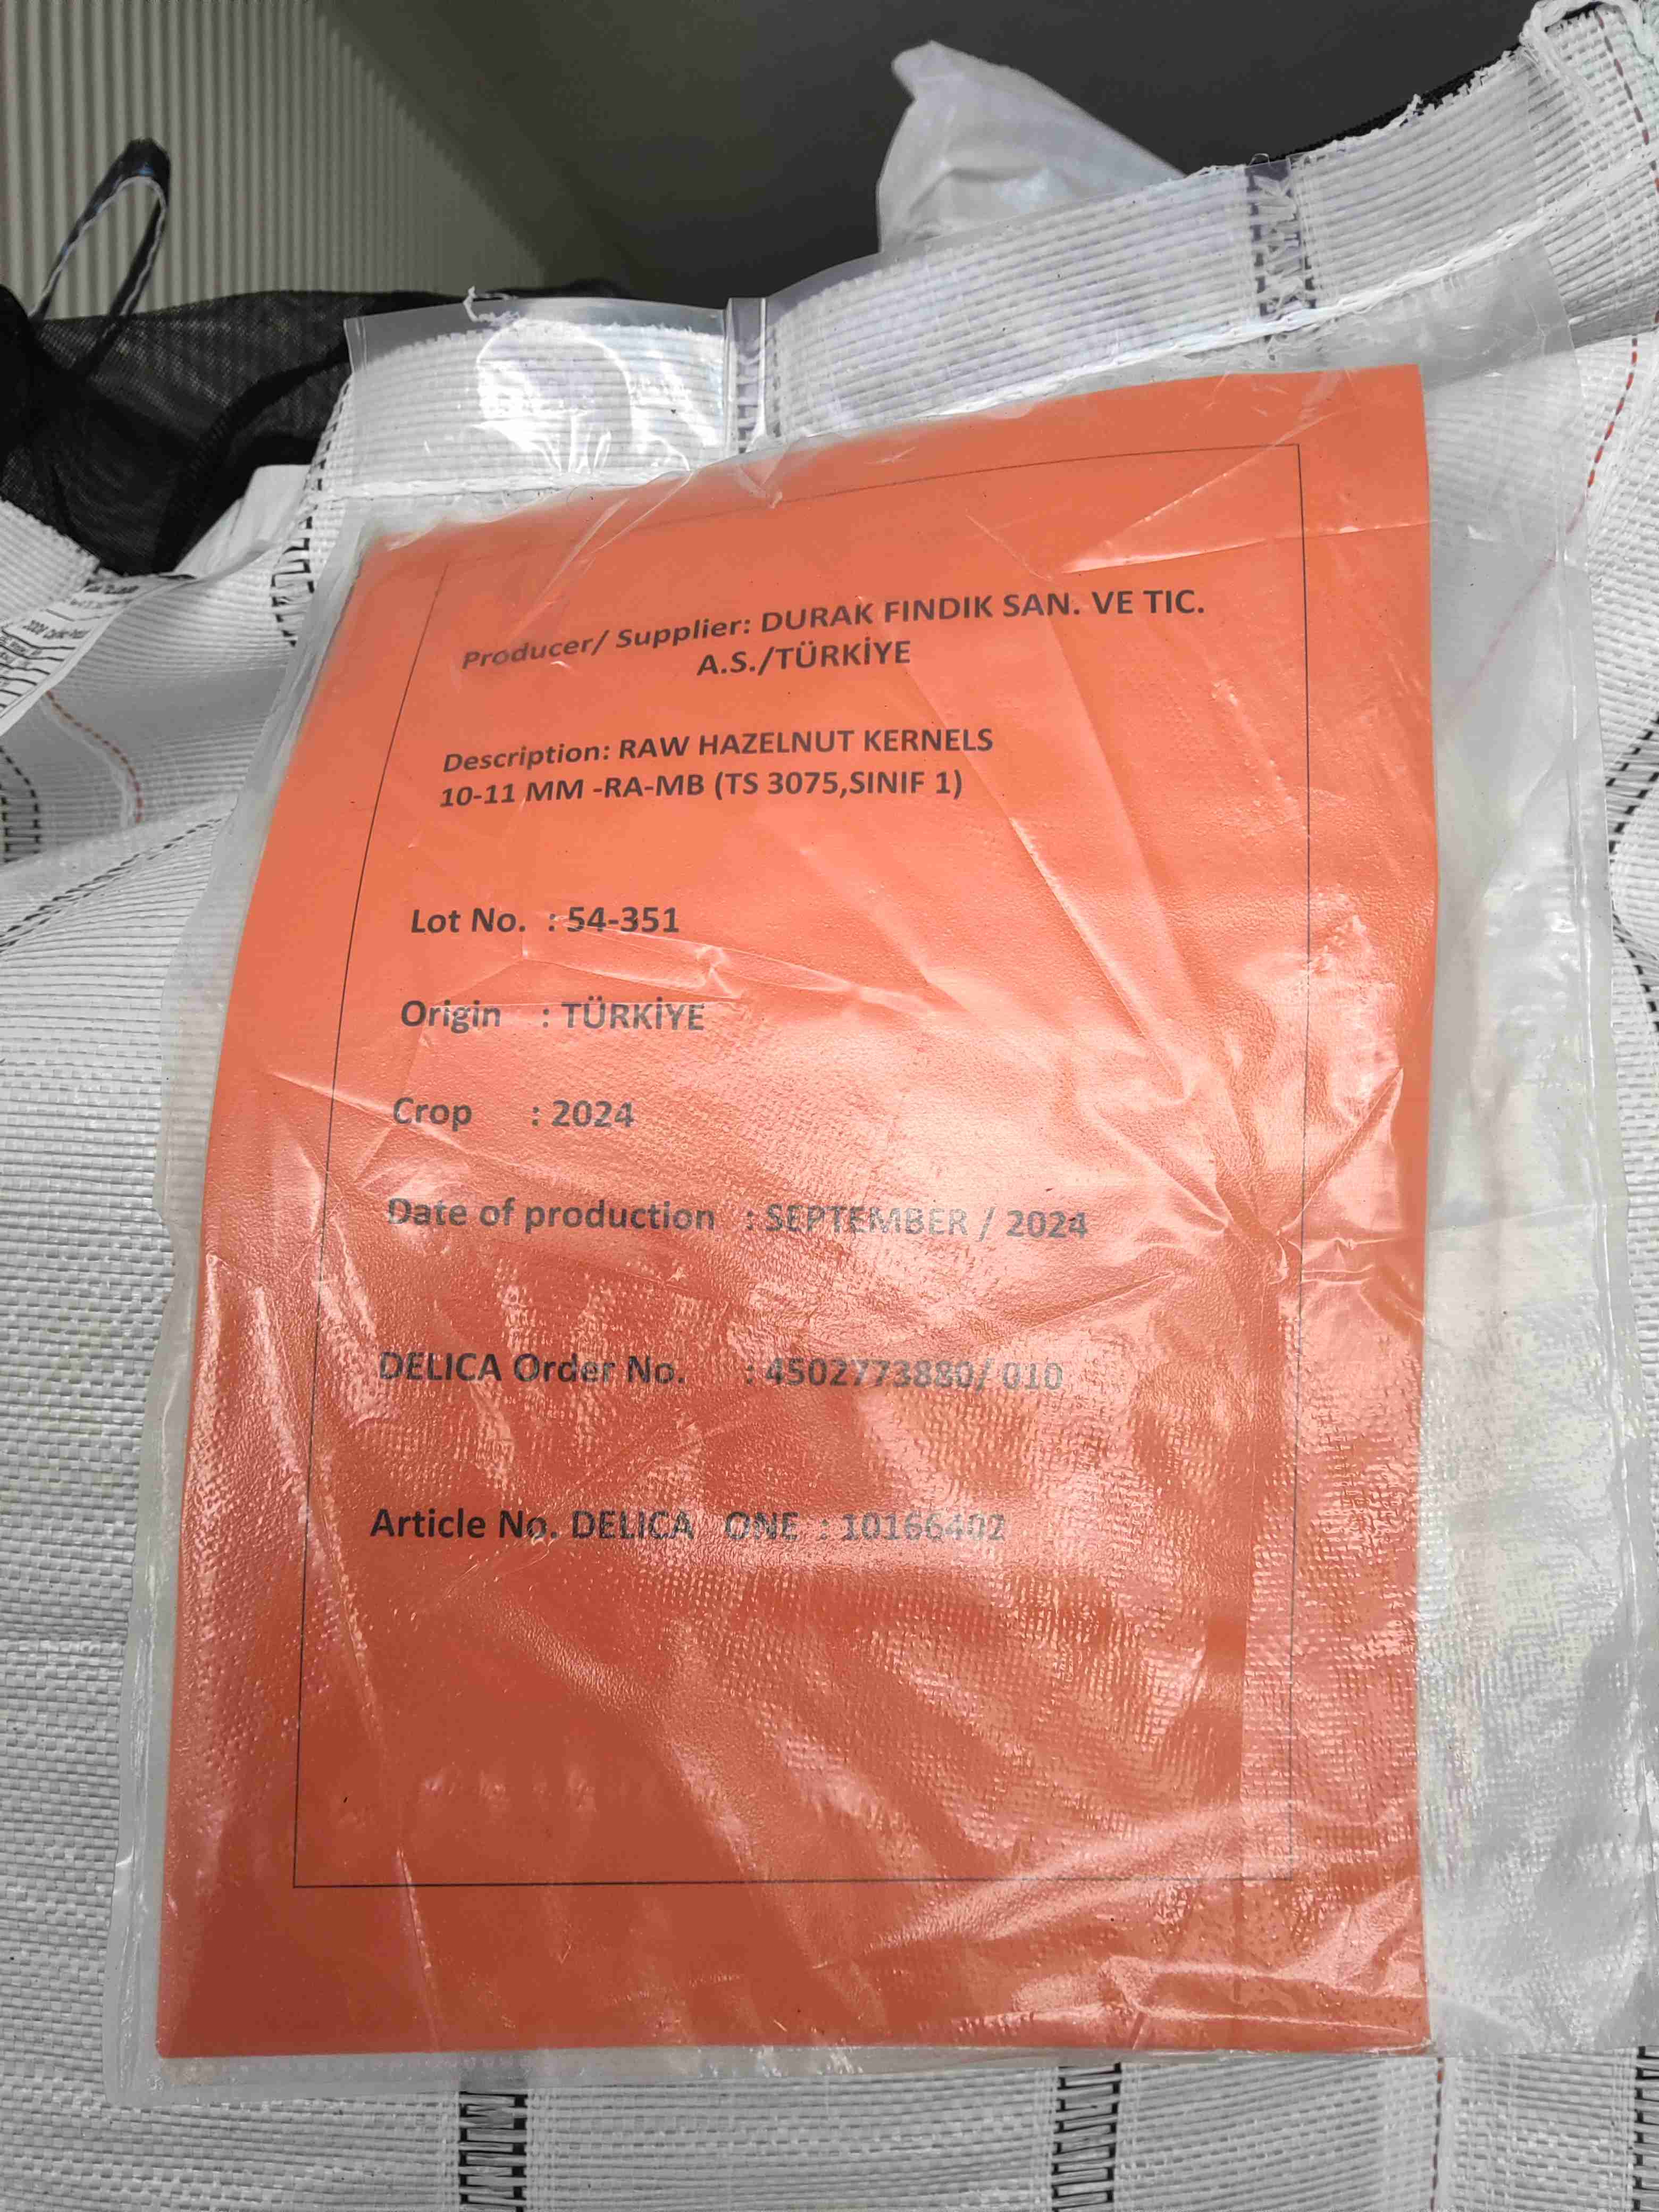 Producer/ Supplier: DURAK FINDIK SAN. VE TIC.
A.S./TÜRKİYE
Description: RAW HAZELNUT KERNELS
10-11 MM -RA-MB (TS 3075,SINIF 1)
Lot No. : 54-351
Origin : TÜRKİYE
Crop : 2024
Date of production : SEPTEMBER / 2024
DELICA Order No. : 4502773880/ 010
Article No. DELICA ONE : 10166402